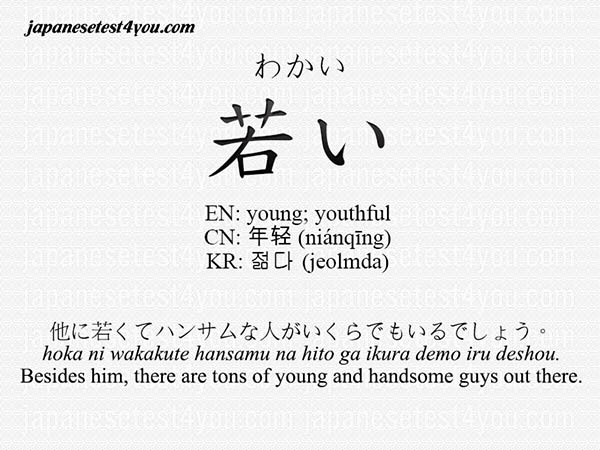 japanesetest4you.com
わかい
若い
EN: young; youthful
CN: 年轻 (niánqīng)
KR: 젊다 (jeolmda)
他に若くてハンサムな人がいくらでもいるでしょう。
hoka ni wakakute hansamu na hito ga ikura demo iru deshou.
Besides him, there are tons of young and handsome guys out there.